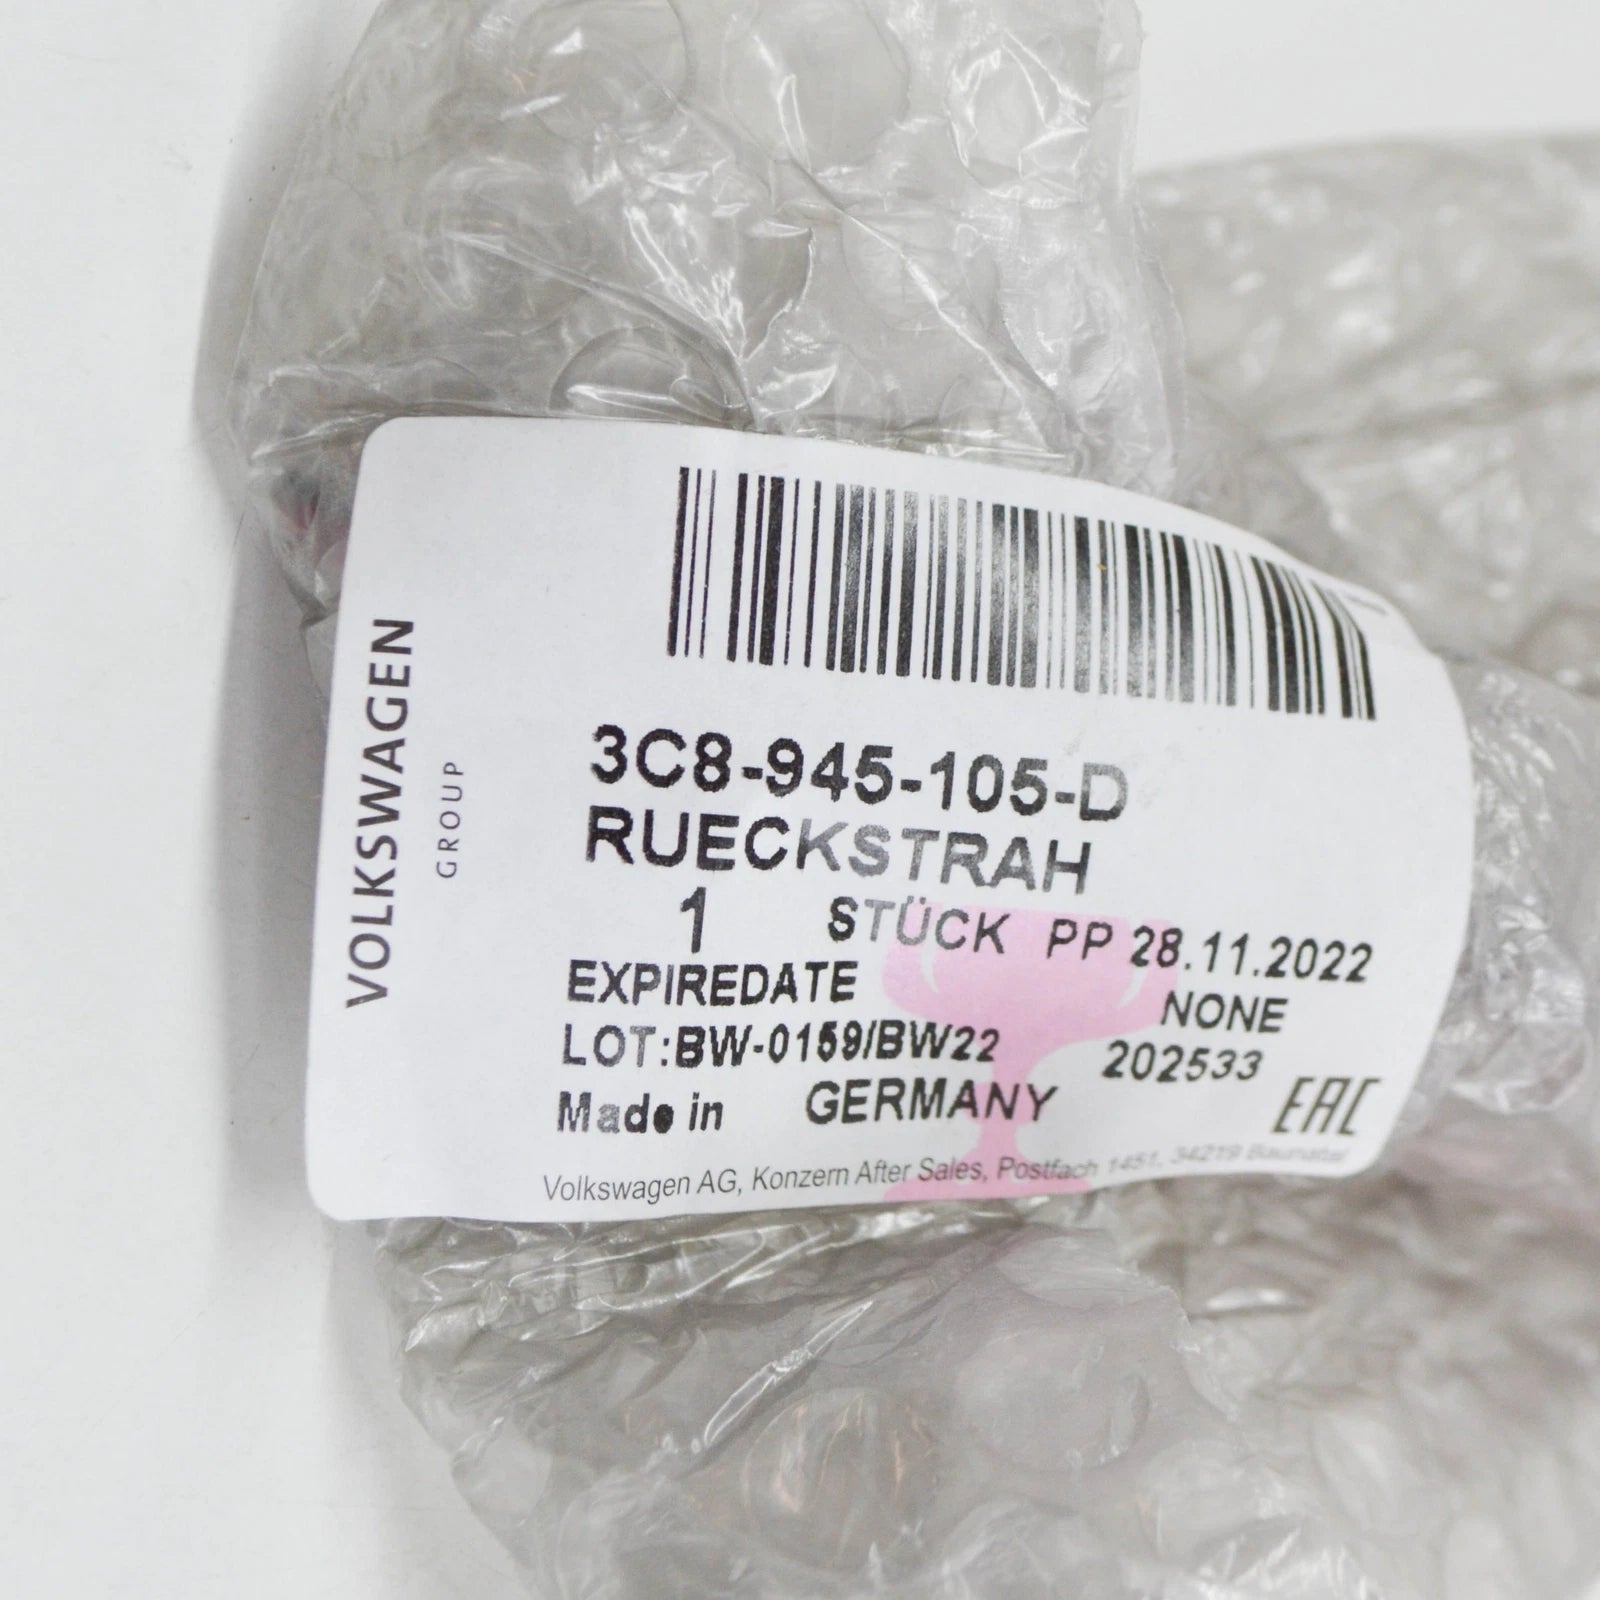 VOLKSWAGEN
GROUP
3C8-945-105-D
RUECKSTRAH
1 STÜCK PP 28.11.2022
EXPIREDATE NONE
LOT:BW-0159/BW22 202533
Made in GERMANY EAC
Volkswagen AG, Konzern After Sales, Postfach 1451, 34219 Baunatal